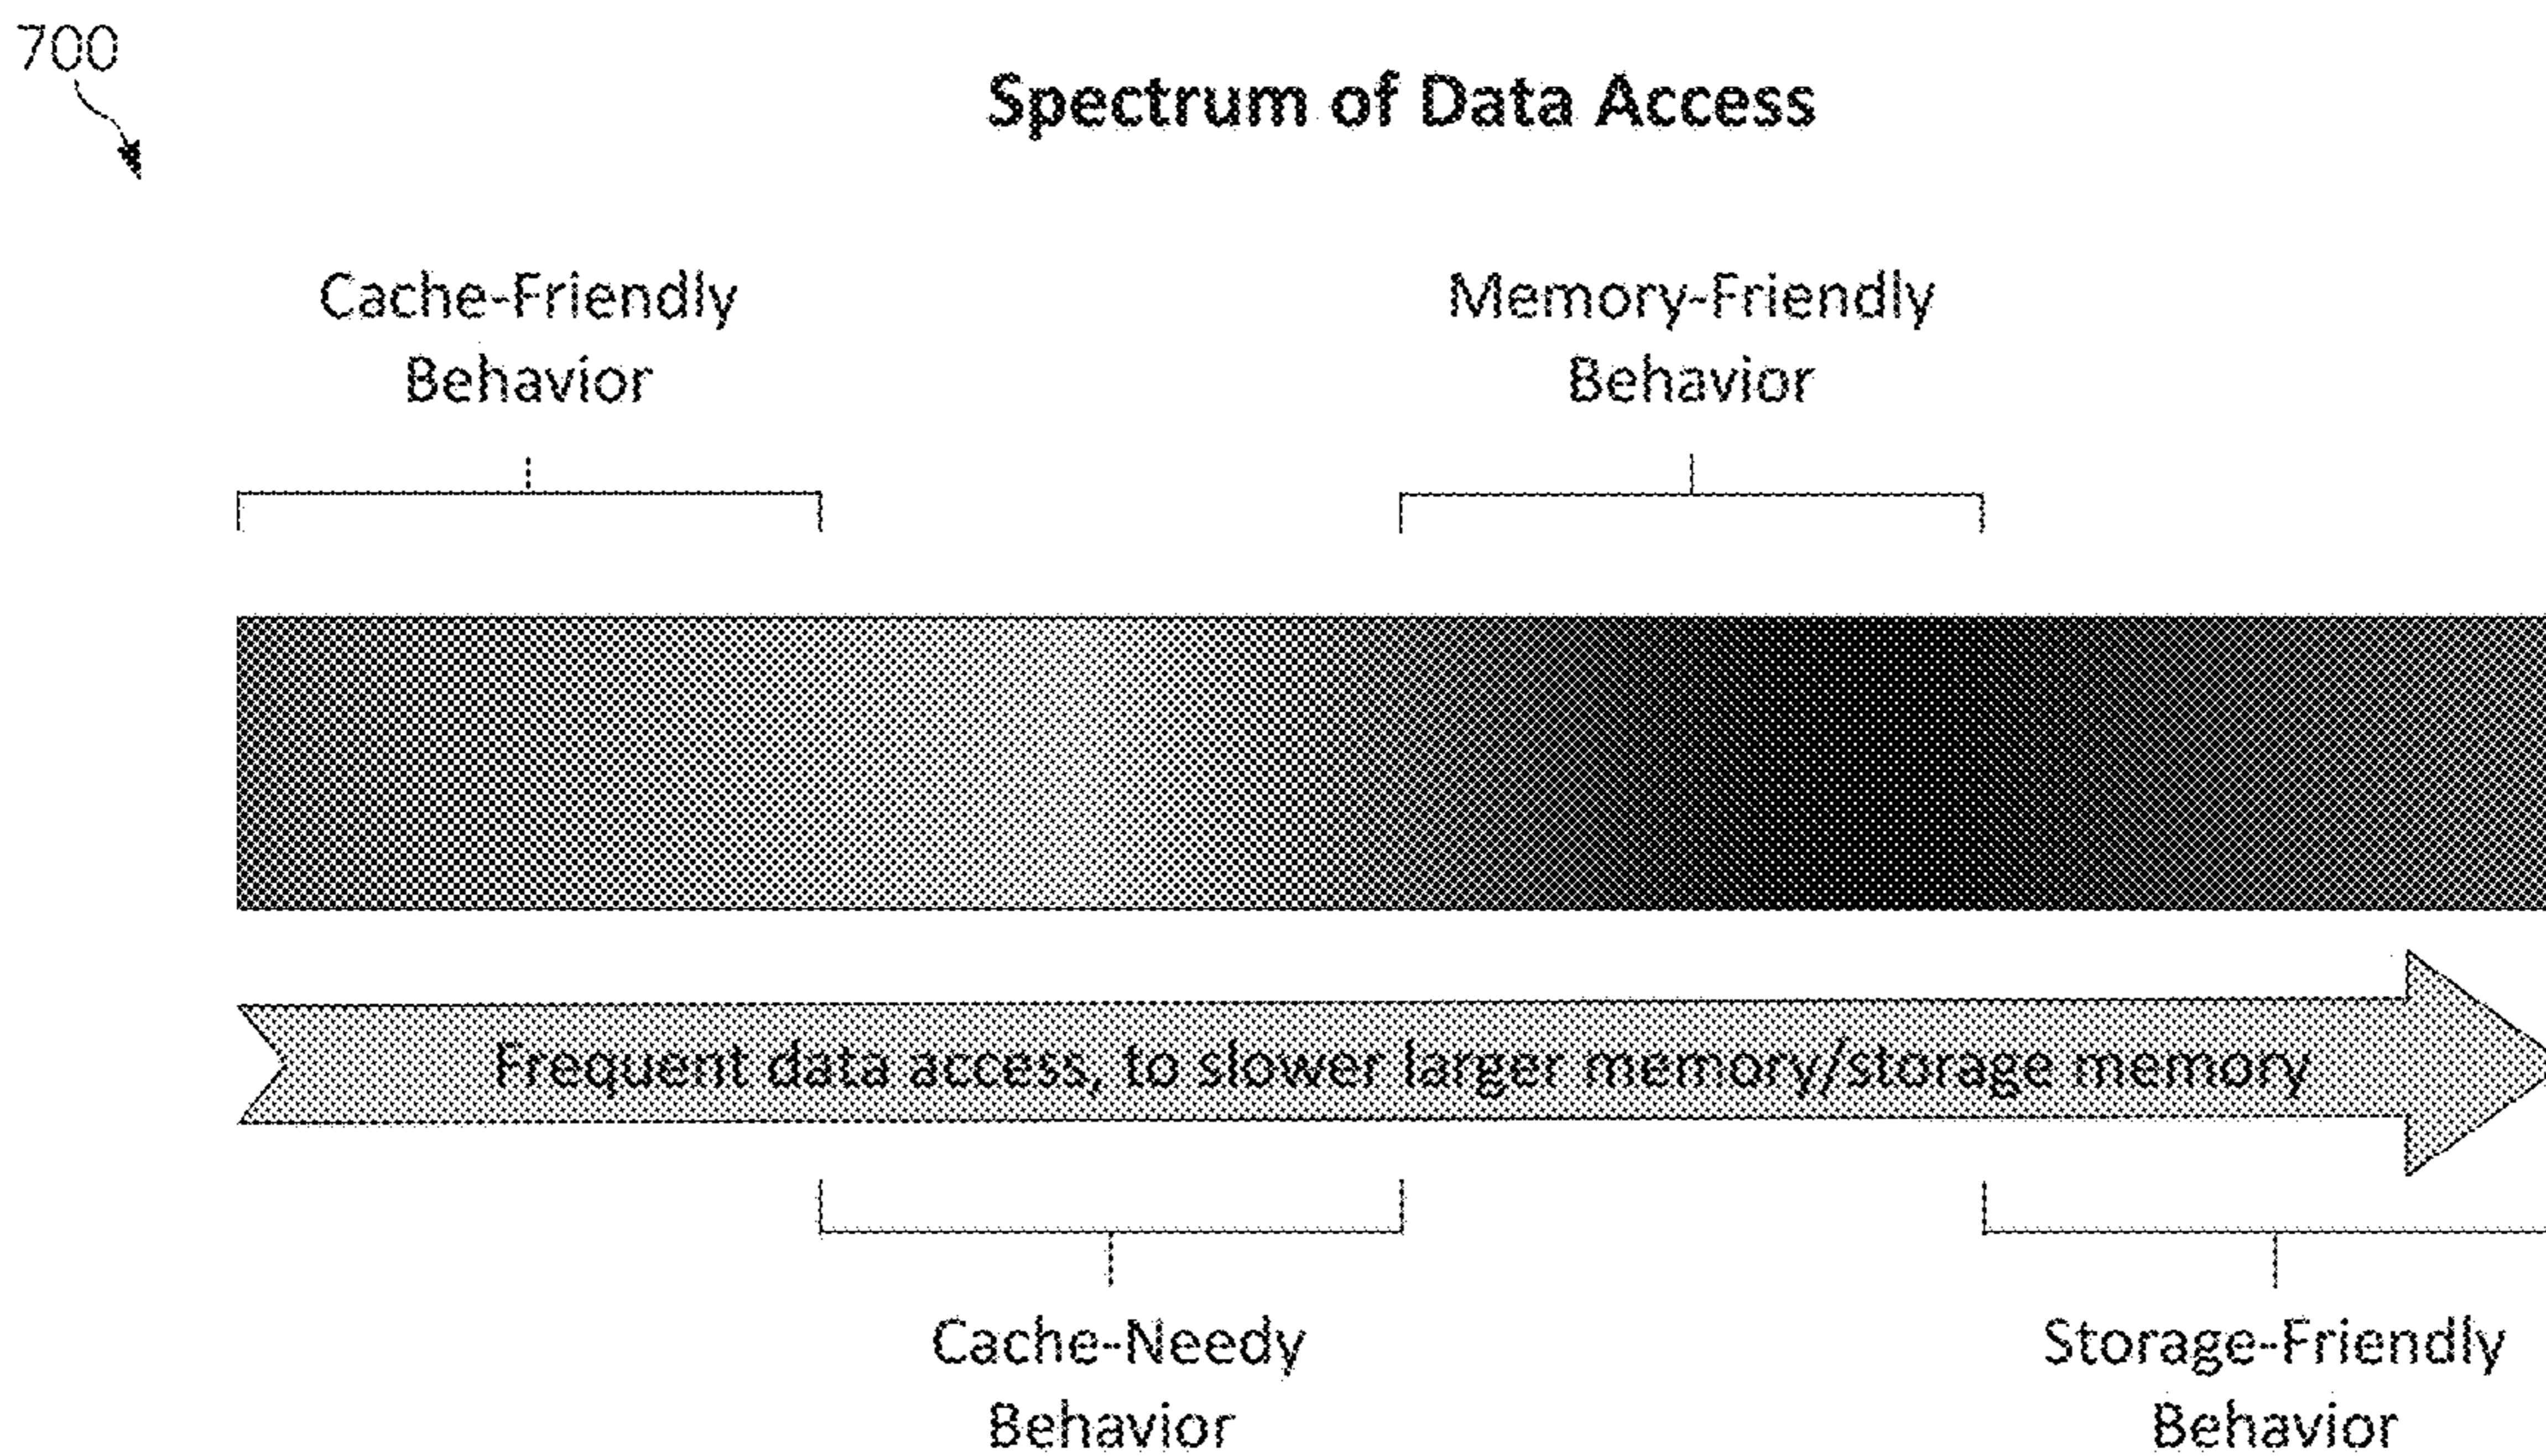 700
Spectrum of Data Access
Cache-Friendly
Behavior
Memory-Friendly
Behavior
Frequent data access, to slower larger memory/storage memory
Cache-Needy
Behavior
Storage-Friendly
Behavior